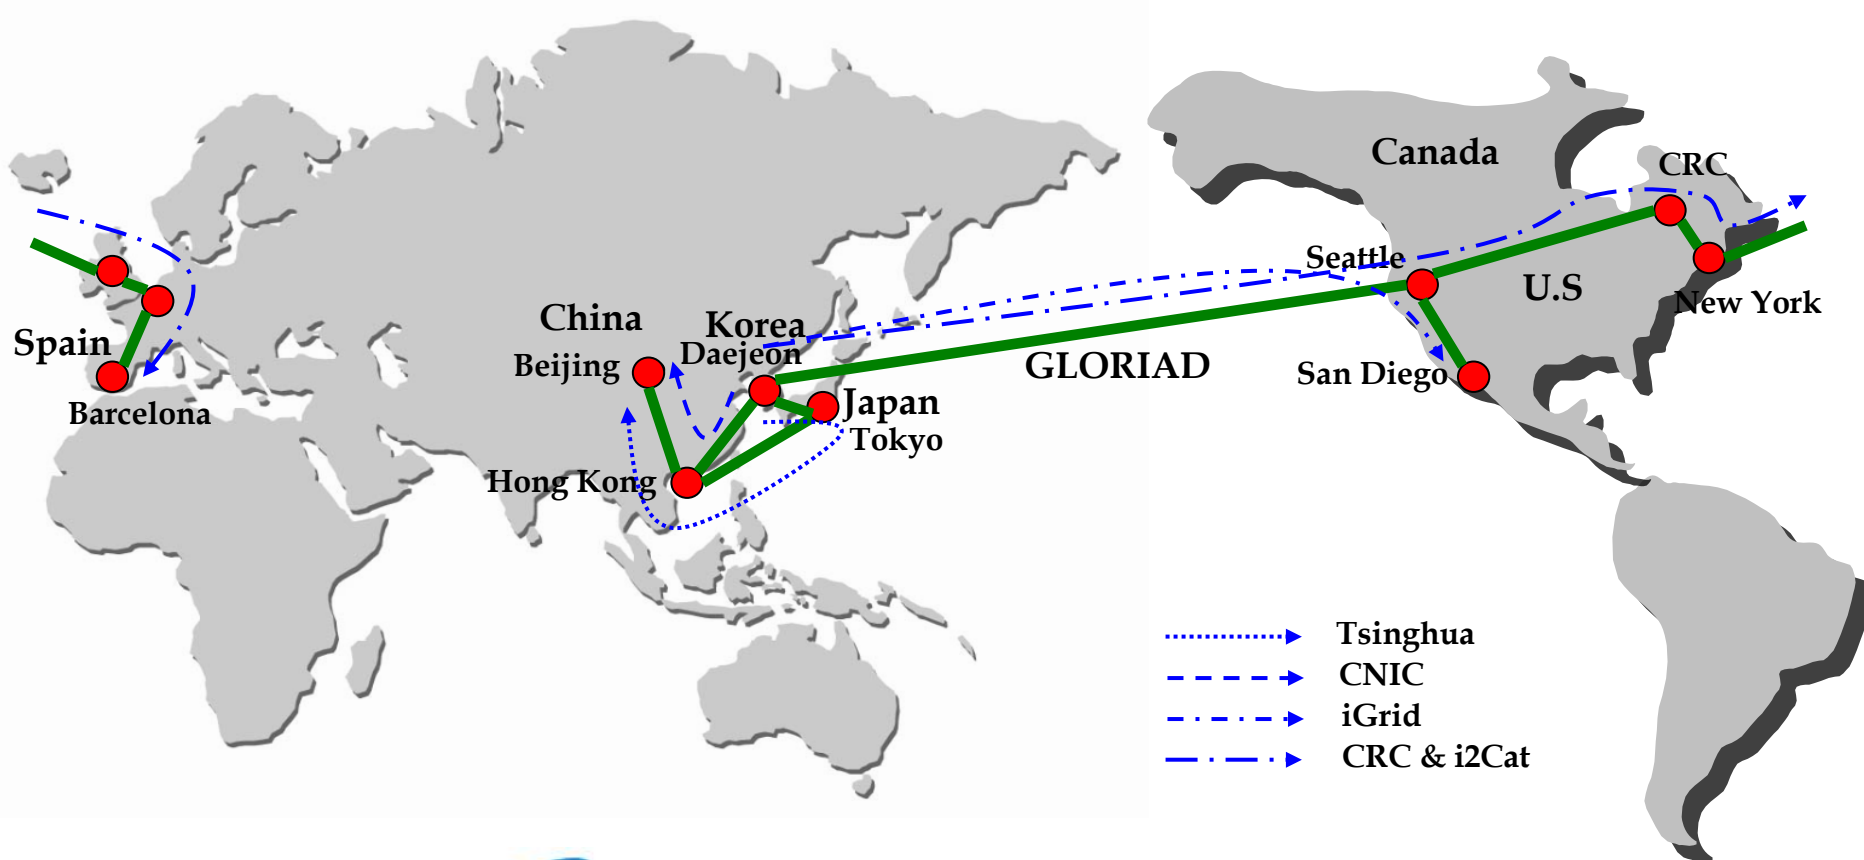 Canada
CRC
Seattle
U.S
New York
China
Korea
Spain
Beijing
Daejeon
GLORIAD
San Diego
Barcelona
Japan
Tokyo
Hong Kong
Tsinghua
CNIC
iGrid
CRC & i2Cat